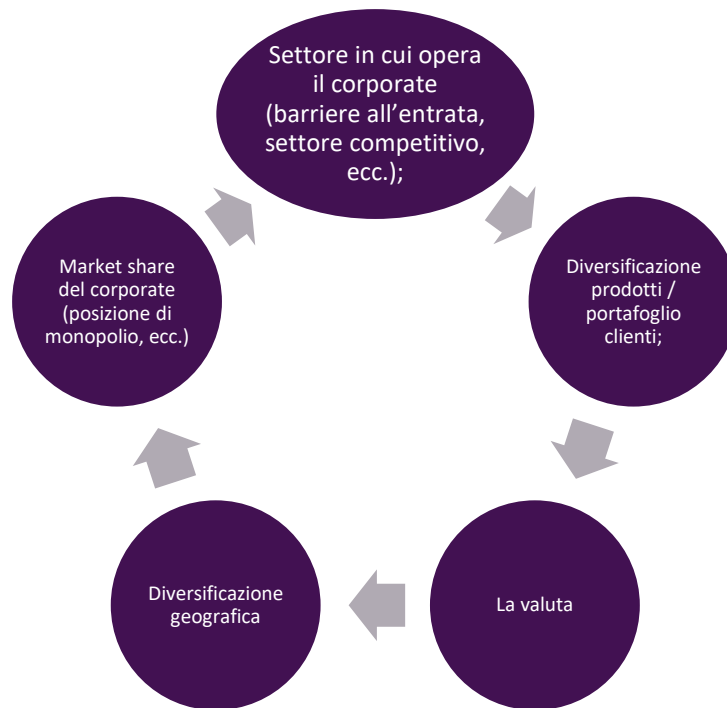 Settore in cui opera
il corporate
(barriere all'entrata,
settore competitivo,
ecc.);
Diversificazione
prodotti /
portafoglio
clienti;
La valuta
Diversificazione
geografica
Market share
del corporate
(posizione di
monopolio, ecc.)